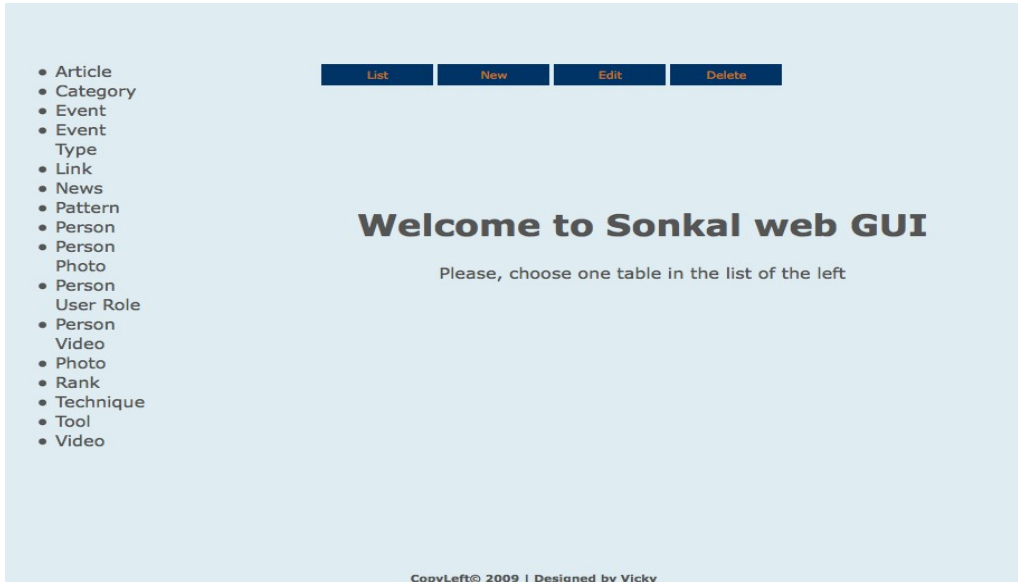 Article
Category
Event
Event
Type
Link
News
Pattern
Person
Person
Photo
Person
User Role
Person
Video
Photo
Rank
Technique
Tool
Video
List New Edit Delete
Welcome to Sonkal web GUI
Please, choose one table in the list of the left
CopyLeft© 2009 | Designed by Vicky